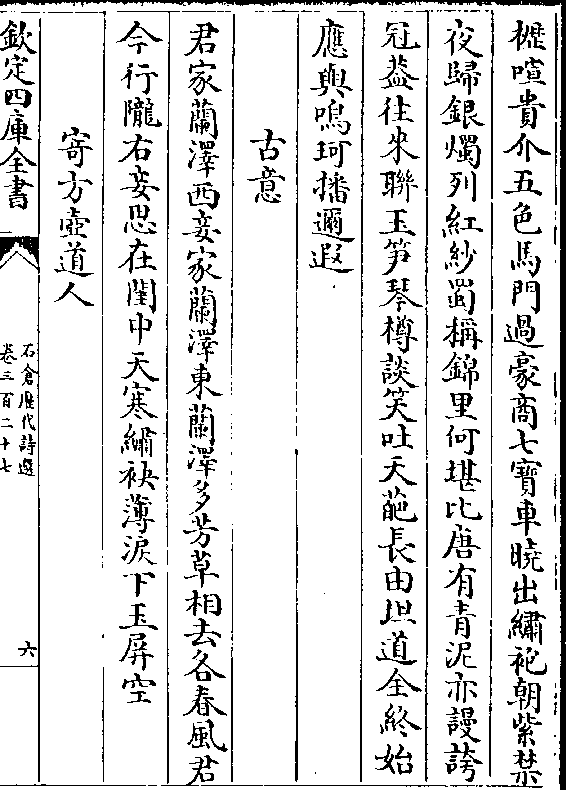 櫪喧貴介五色馬門過豪商七寶車曉出繡袍朝紫禁
夜歸銀燭列紅紗蜀稱錦里何堪比唐有青泥亦謾誇
冠葢往來聯玉笋琴樽談笑吐天葩長由坦道全終始
應與鳴珂播邇遐
古意
君家蘭澤西妾家蘭澤東蘭澤多芳草相去各春風君
今行隴右妾思在閨中天寒繡袂薄淚下玉屏空
寄方壺道人
欽定四庫全書
石倉歷代詩選
卷三百二十七
六